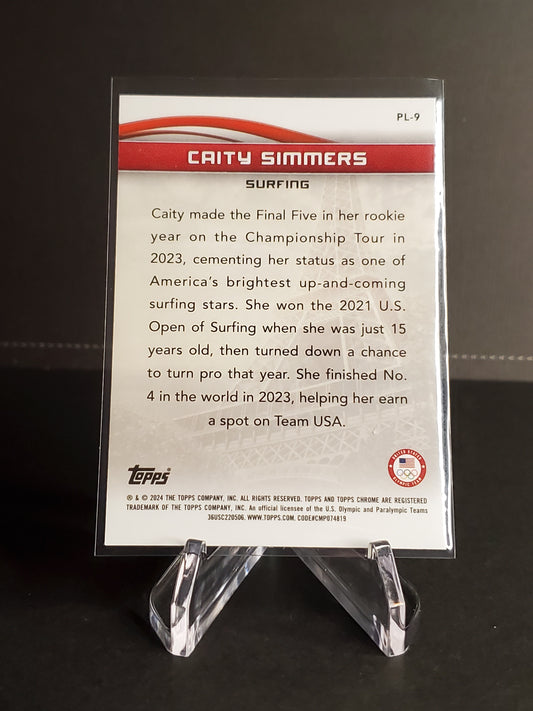 PL-9
CAITY SIMMERS
SURFING
Caity made the Final Five in her rookie
year on the Championship Tour in
2023, cementing her status as one of
America's brightest up-and-coming
surfing stars. She won the 2021 U.S.
Open of Surfing when she was just 15
years old, then turned down a chance
to turn pro that year. She finished No.
4 in the world in 2023, helping her earn
a spot on Team USA.
Topps
UNITED STATES
OLYMPIC TEAM
® & © 2024 THE TOPPS COMPANY, INC. ALL RIGHTS RESERVED. TOPPS AND TOPPS CHROME ARE REGISTERED
TRADEMARK OF THE TOPPS COMPANY, INC. An official licensee of the U.S. Olympic and Paralympic Teams
36USC220506. WWW.TOPPS.COM. CODE#CMP074819